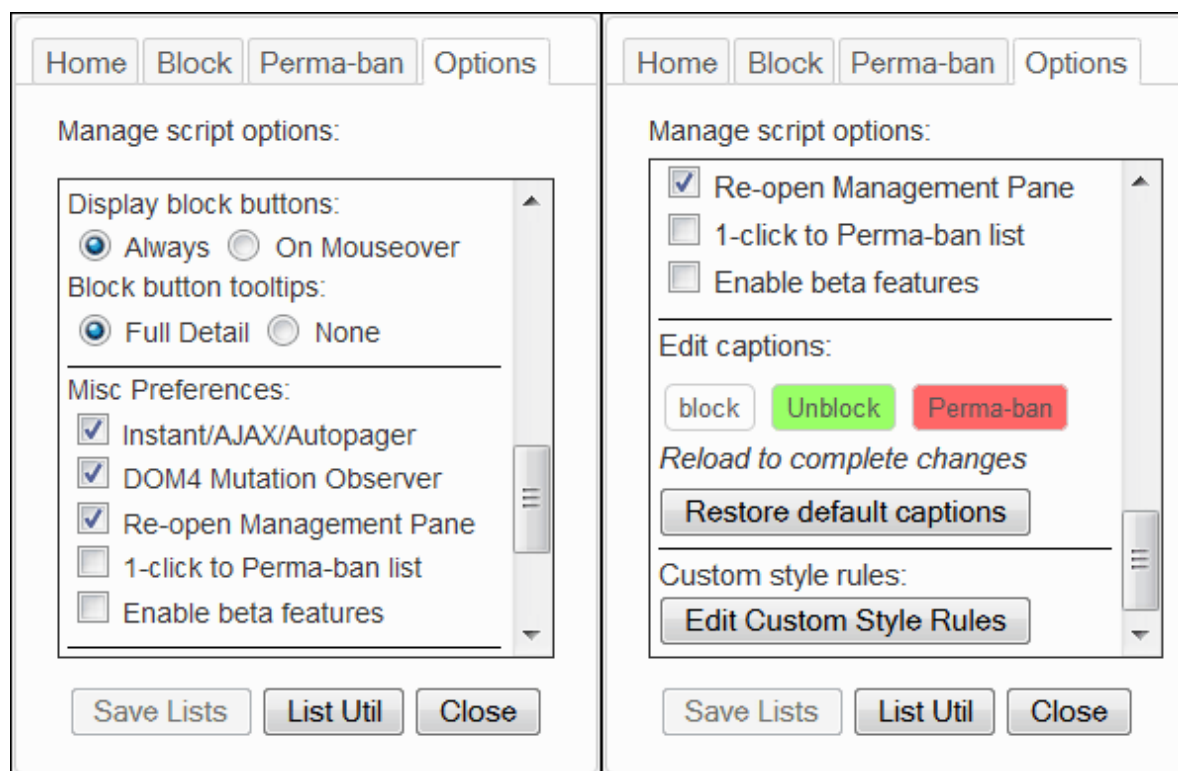 Home Block Perma-ban Options
Manage script options:
Display block buttons:
Always On Mouseover
Block button tooltips:
Full Detail None
Misc Preferences:
Instant/AJAX/Autopager
DOM4 Mutation Observer
Re-open Management Pane
1-click to Perma-ban list
Enable beta features
Save Lists List Util Close
Home Block Perma-ban Options
Manage script options:
Re-open Management Pane
1-click to Perma-ban list
Enable beta features
Edit captions:
block Unblock Perma-ban
Reload to complete changes
Restore default captions
Custom style rules:
Edit Custom Style Rules
Save Lists List Util Close